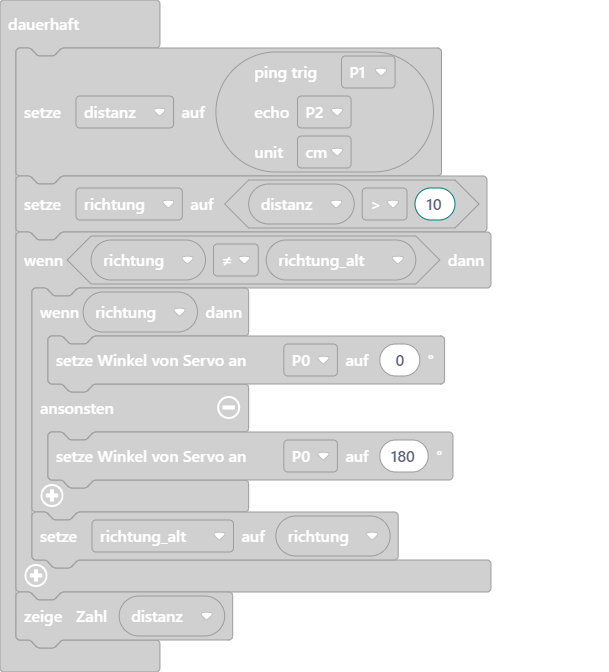 dauerhaft
ping trig P1
setze distanz auf echo P2
unit cm
setze richtung auf distanz > 10
wenn richtung ≠ richtung_alt dann
wenn richtung dann
setze Winkel von Servo an P0 auf 0 °
ansonsten
setze Winkel von Servo an P0 auf 180 °
setze richtung_alt auf richtung
zeige Zahl distanz